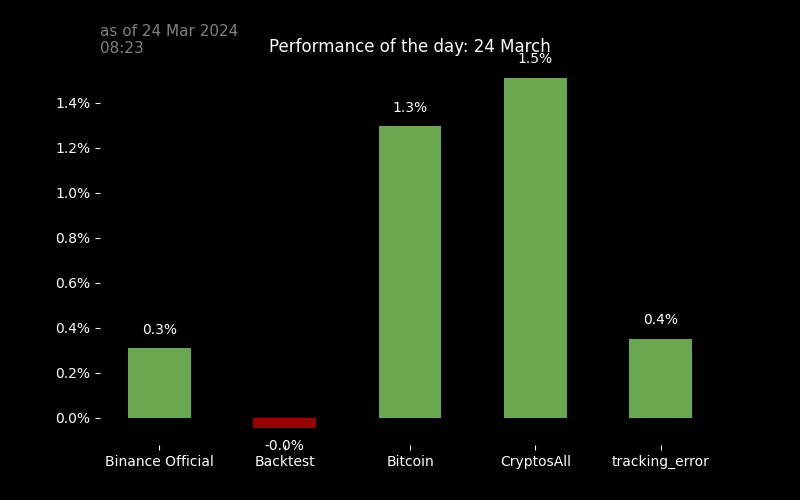 as of 24 Mar 2024
08:23
Performance of the day: 24 March
1.5%
1.4%
1.3%
1.2%
1.0%
0.8%
0.6%
0.4%
0.4%
0.3%
0.2%
0.0%
-0.0%
Binance Official
Backtest
Bitcoin
CryptosAll
tracking_error